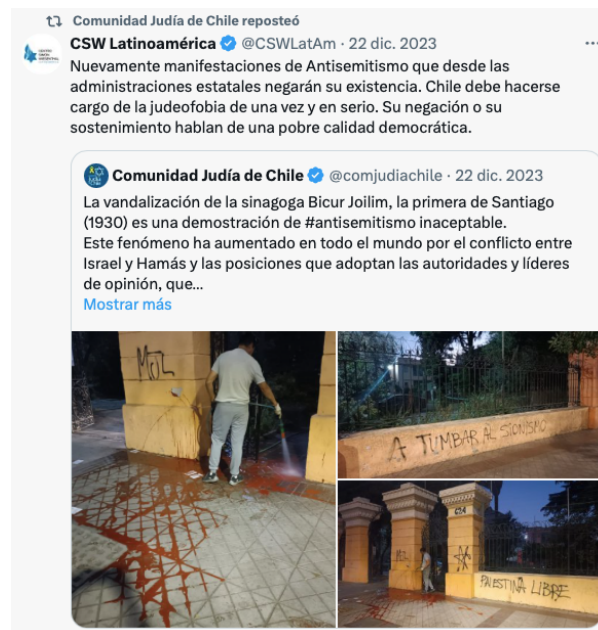 Comunidad Judía de Chile reposteó
CSW Latinoamérica @CSWLatAm · 22 dic. 2023
Nuevamente manifestaciones de Antisemitismo que desde las
administraciones estatales negarán su existencia. Chile debe hacerse
cargo de la judeofobia de una vez y en serio. Su negación o su
sostenimiento hablan de una pobre calidad democrática.
Comunidad Judía de Chile @comjudiachile · 22 dic. 2023
La vandalización de la sinagoga Bicur Joilim, la primera de Santiago
(1930) es una demostración de #antisemitismo inaceptable.
Este fenómeno ha aumentado en todo el mundo por el conflicto entre
Israel y Hamás y las posiciones que adoptan las autoridades y líderes
de opinión, que...
Mostrar más
A TUMBAR AL SIONISMO
PALESTINA LIBRE